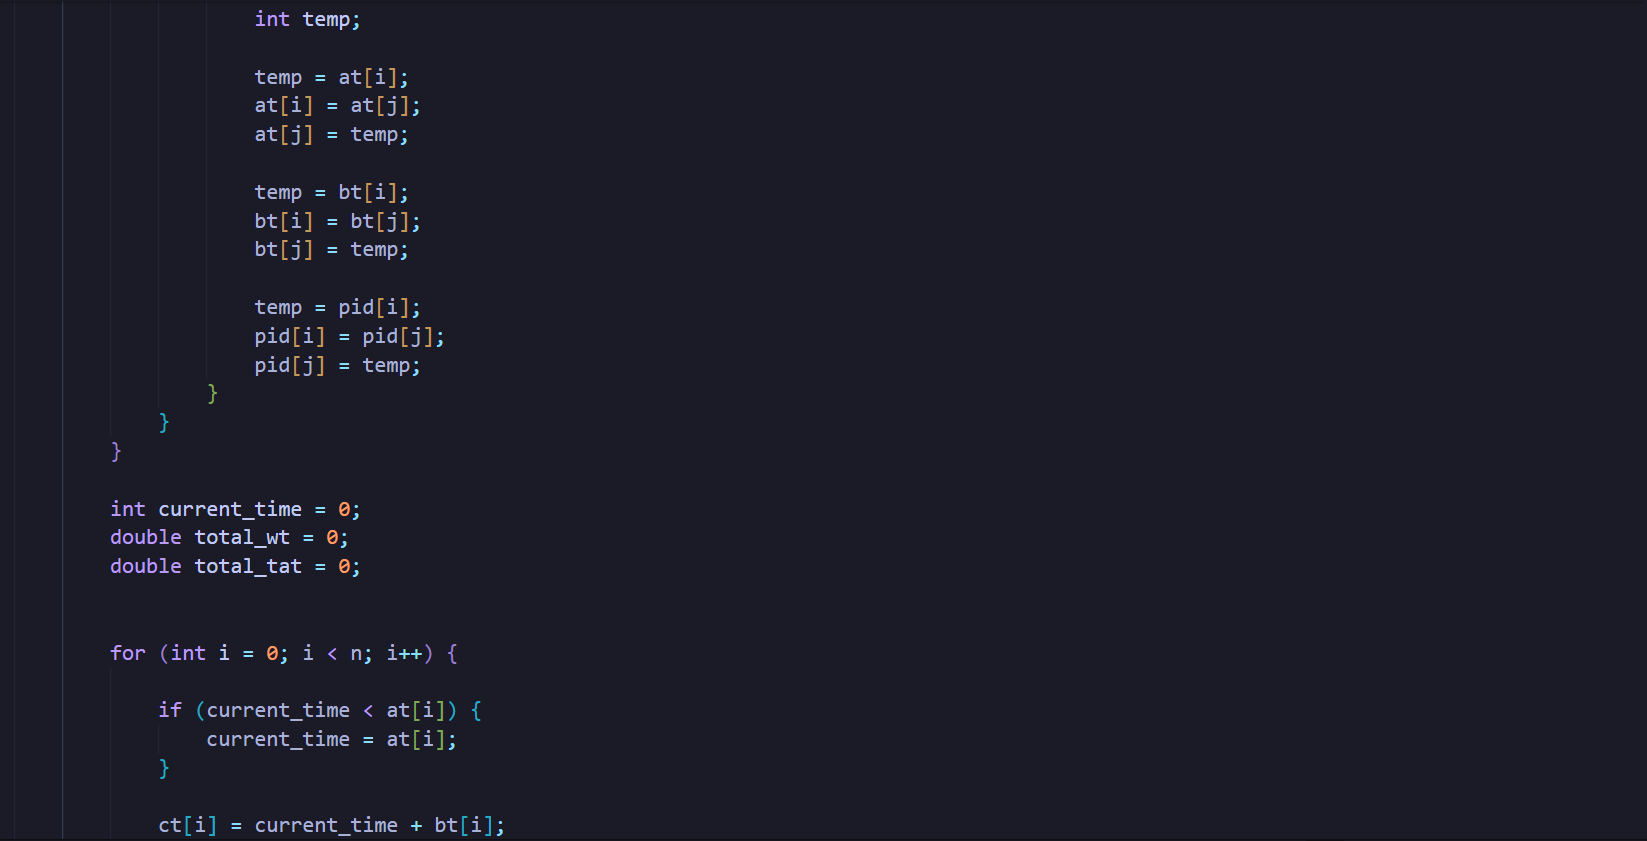 int temp;
temp = at[i];
at[i] = at[j];
at[j] = temp;
temp = bt[i];
bt[i] = bt[j];
bt[j] = temp;
temp = pid[i];
pid[i] = pid[j];
pid[j] = temp;
}
}
}
int current_time = 0;
double total_wt = 0;
double total_tat = 0;
for (int i = 0; i < n; i++) {
if (current_time < at[i]) {
current_time = at[i];
}
ct[i] = current_time + bt[i];